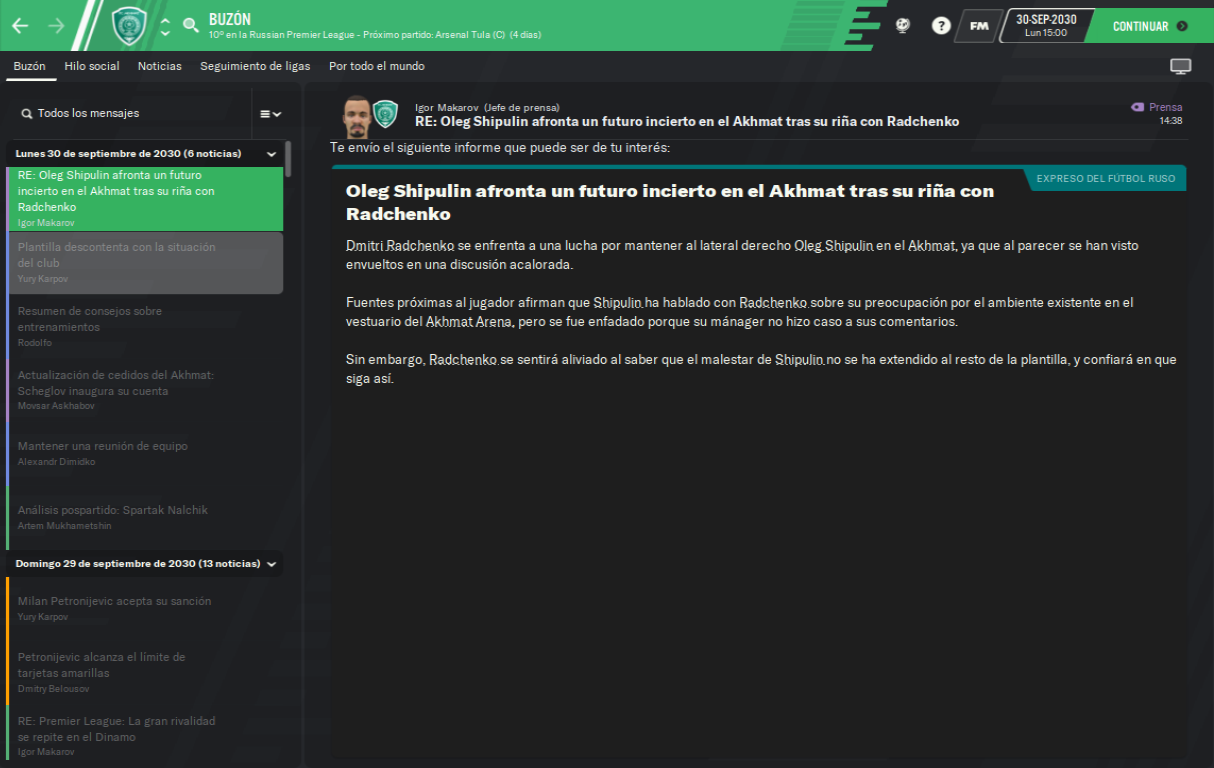 BUZÓN
10º en la Russian Premier League - Próximo partido: Arsenal Tula (C) (4 días)
?
FM
30-SEP-2030
Lun 15:00
CONTINUAR
Buzón
Hilo social
Noticias
Seguimiento de ligas
Por todo el mundo
Todos los mensajes
Lunes 30 de septiembre de 2030 (6 noticias)
RE: Oleg Shipulin afronta un futuro
incierto en el Akhmat tras su riña con
Radchenko
Igor Makarov
Plantilla descontenta con la situación
del club
Yury Karpov
Resumen de consejos sobre
entrenamientos
Rodolfo
Actualización de cedidos del Akhmat:
Scheglov inaugura su cuenta
Movsar Askhabov
Mantener una reunión de equipo
Alexandr Dimidko
Análisis pospartido: Spartak Nalchik
Artem Mukhametshin
Domingo 29 de septiembre de 2030 (13 noticias)
Milan Petronijevic acepta su sanción
Yury Karpov
Petronijevic alcanza el límite de
tarjetas amarillas
Dmitry Belousov
RE: Premier League: La gran rivalidad
se repite en el Dinamo
Igor Makarov
Igor Makarov (Jefe de prensa)
RE: Oleg Shipulin afronta un futuro incierto en el Akhmat tras su riña con Radchenko
Prensa
14:38
Te envío el siguiente informe que puede ser de tu interés:
EXPRESO DEL FÚTBOL RUSO
Oleg Shipulin afronta un futuro incierto en el Akhmat tras su riña con
Radchenko
Dmitri Radchenko se enfrenta a una lucha por mantener al lateral derecho Oleg Shipulin en el Akhmat, ya que al parecer se han visto
envueltos en una discusión acalorada.
Fuentes próximas al jugador afirman que Shipulin ha hablado con Radchenko sobre su preocupación por el ambiente existente en el
vestuario del Akhmat Arena, pero se fue enfadado porque su mánager no hizo caso a sus comentarios.
Sin embargo, Radchenko se sentirá aliviado al saber que el malestar de Shipulin no se ha extendido al resto de la plantilla, y confiará en que
siga así.